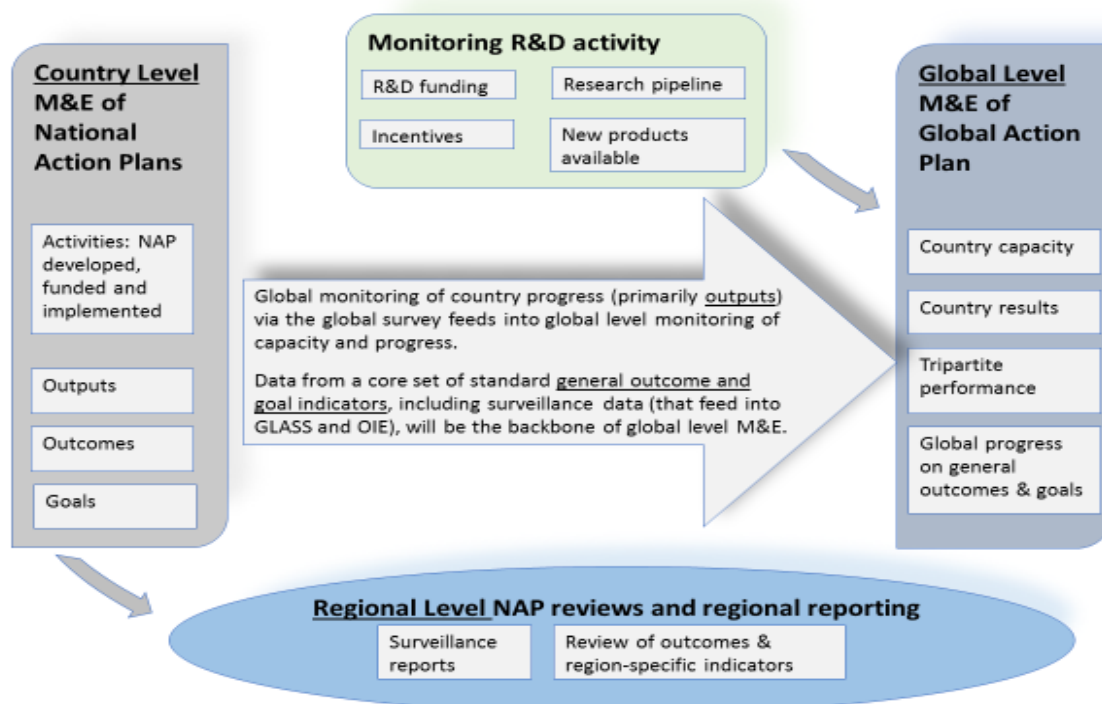 Country Level
M&E of
National
Action Plans
Activities: NAP
developed,
funded and
implemented
Outputs
Outcomes
Goals
Monitoring R&D activity
R&D funding
Research pipeline
Incentives
New products
available
Global monitoring of country progress (primarily outputs)
via the global survey feeds into global level monitoring of
capacity and progress.
Data from a core set of standard general outcome and
goal indicators, including surveillance data (that feed into
GLASS and OIE), will be the backbone of global level M&E.
Global Level
M&E of
Global Action
Plan
Country capacity
Country results
Tripartite
performance
Global progress
on general
outcomes & goals
Regional Level NAP reviews and regional reporting
Surveillance
reports
Review of outcomes &
region-specific indicators